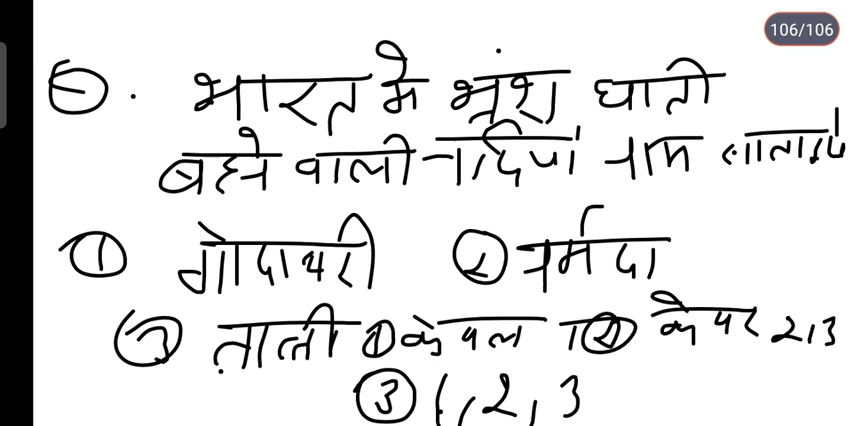 106/106
भारत मे भ्रंश घाती
बहने वाली नदियां नाम बताइये
① गोदावरी ② नर्मदा
③ ताप्ती ① केवल 1 ② केवल 2,3
③ 1, 2, 3